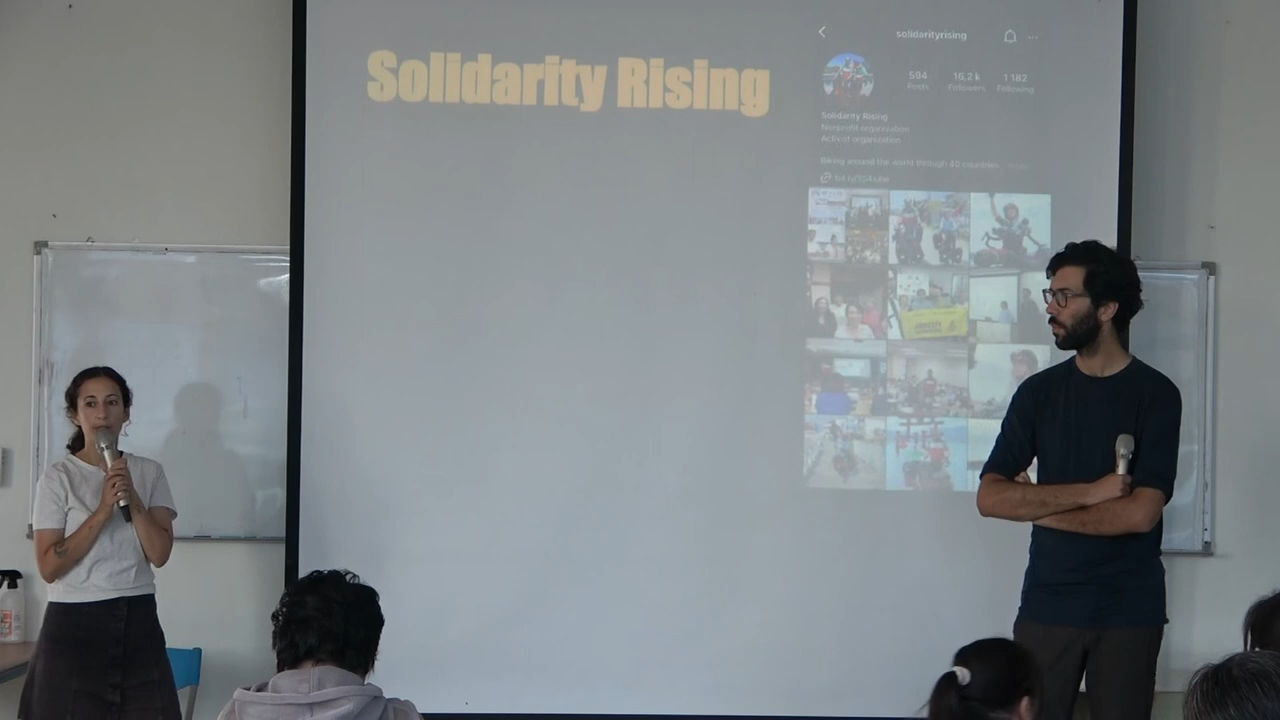 Solidarity Rising
solidarityrising
594
16,2 k
1 182
Posts
Followers
Following
Solidarity Rising
Nonprofit organization
Activist organization
Biking around the world through 40 countries